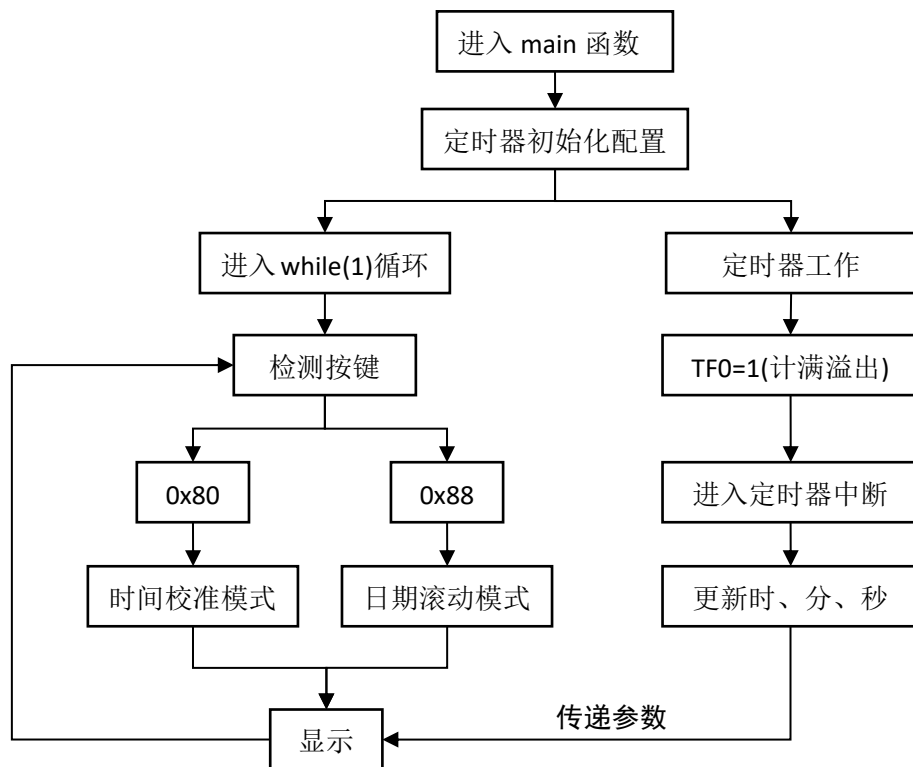 进入 main 函数
定时器初始化配置
进入 while(1)循环
定时器工作
检测按键
TF0=1(计满溢出)
0x80
0x88
进入定时器中断
时间校准模式
日期滚动模式
更新时、分、秒
传递参数
显示